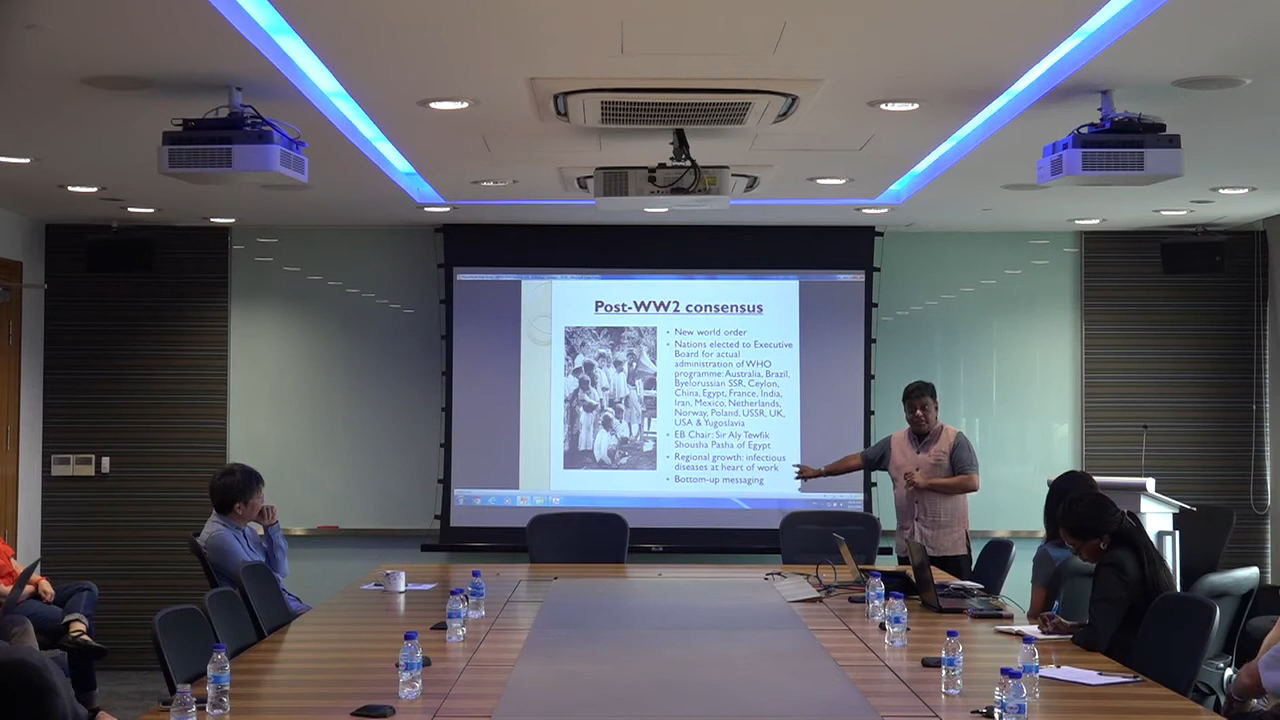 Post-WW2 consensus
• New world order
• Nations elected to Executive
Board for actual
administration of WHO
programme: Australia, Brazil,
Byelorussian SSR, Ceylon,
China, Egypt, France, India,
Iran, Mexico, Netherlands,
Norway, Poland, USSR, UK,
USA & Yugoslavia
• EB Chair: Sir Aly Tewfik
Shousha Pasha of Egypt
• Regional growth: infectious
diseases at heart of work
• Bottom-up messaging